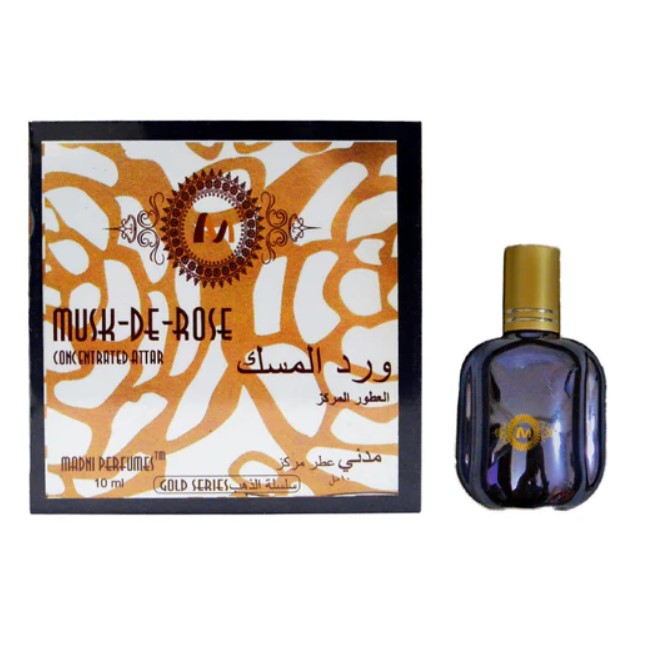 M
MUSK-DE-ROSE
CONCENTRATED ATTAR
ورد المسك
العطور المركز
MADNI PERFUMES™
مدني عطر مركز
10 ml
GOLD SERIES سلسلة الذهب
M